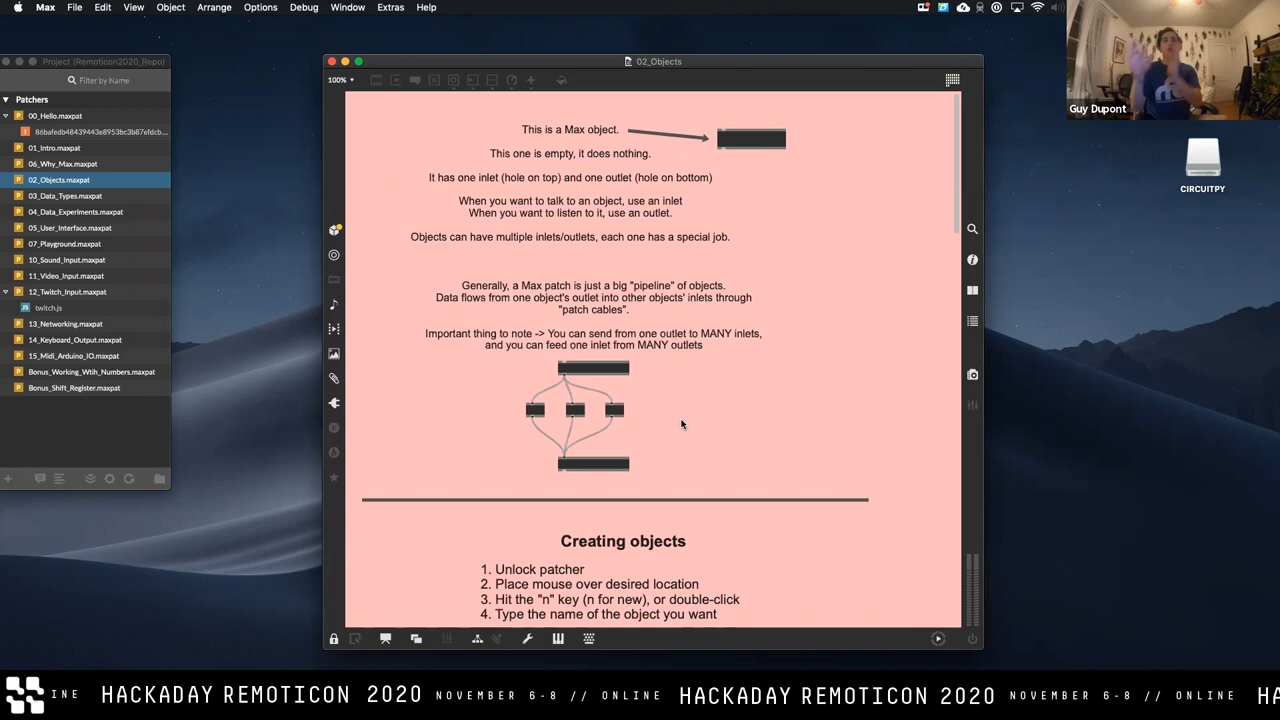 Max File Edit View Object Arrange Options Debug Window Extras Help
Guy Dupont
CIRCUITPY
Project (Remoticon2020_Repo)
Filter by Name
Patchers
00_Hello.maxpat
86bafedb48439443e8953bc3b87efdcb...
01_Intro.maxpat
06_Why_Max.maxpat
02_Objects.maxpat
03_Data_Types.maxpat
04_Data_Experiments.maxpat
05_User_Interface.maxpat
07_Playground.maxpat
10_Sound_Input.maxpat
11_Video_Input.maxpat
12_Twitch_Input.maxpat
twitch.js
13_Networking.maxpat
14_Keyboard_Output.maxpat
15_Midi_Arduino_IO.maxpat
Bonus_Working_Wtih_Numbers.maxpat
Bonus_Shift_Register.maxpat
02_Objects
100%
This is a Max object.
This one is empty, it does nothing.
It has one inlet (hole on top) and one outlet (hole on bottom)
When you want to talk to an object, use an inlet
When you want to listen to it, use an outlet.
Objects can have multiple inlets/outlets, each one has a special job.
Generally, a Max patch is just a big "pipeline" of objects.
Data flows from one object's outlet into other objects' inlets through
"patch cables".
Important thing to note -> You can send from one outlet to MANY inlets,
and you can feed one inlet from MANY outlets
Creating objects
1. Unlock patcher
2. Place mouse over desired location
3. Hit the "n" key (n for new), or double-click
4. Type the name of the object you want
INE HACKADAY REMOTICON 2020 NOVEMBER 6-8 // ONLINE HACKADAY REMOTICON 2020 NOVEMBER 6-8 // ONLINE HA